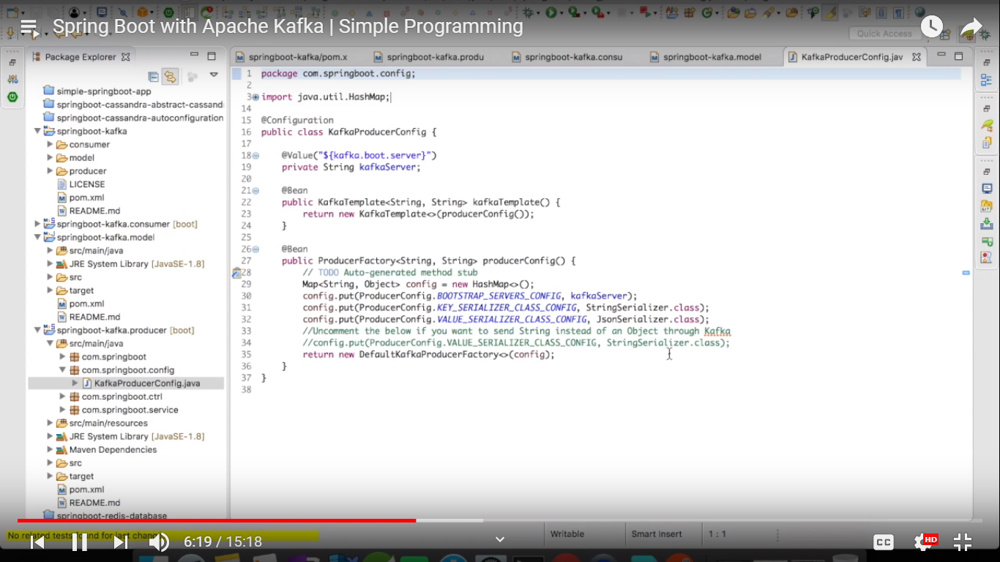 Spring Boot with Apache Kafka | Simple Programming
Quick Access
Package Explorer
springboot-kafka/pom.x
springboot-kafka.produ
springboot-kafka.consu
springboot-kafka.model
KafkaProducerConfig.jav
simple-springboot-app
springboot-cassandra-abstract-cassand
springboot-cassandra-autoconfiguration
springboot-kafka
consumer
model
producer
LICENSE
pom.xml
README.md
springboot-kafka.consumer [boot]
springboot-kafka.model
src/main/java
JRE System Library [JavaSE-1.8]
src
target
pom.xml
README.md
springboot-kafka.producer [boot]
src/main/java
com.springboot
com.springboot.config
KafkaProducerConfig.java
com.springboot.ctrl
com.springboot.service
src/main/resources
JRE System Library [JavaSE-1.8]
Maven Dependencies
src
target
pom.xml
README.md
springboot-redis-database
1 package com.springboot.config;
2
3 import java.util.HashMap;
14
15 @Configuration
16 public class KafkaProducerConfig {
17
18 @Value("${kafka.boot.server}")
19 private String kafkaServer;
20
21 @Bean
22 public KafkaTemplate<String, String> kafkaTemplate() {
23 return new KafkaTemplate<>(producerConfig());
24 }
25
26 @Bean
27 public ProducerFactory<String, String> producerConfig() {
28 // TODO Auto-generated method stub
29 Map<String, Object> config = new HashMap<>();
30 config.put(ProducerConfig.BOOTSTRAP_SERVERS_CONFIG, kafkaServer);
31 config.put(ProducerConfig.KEY_SERIALIZER_CLASS_CONFIG, StringSerializer.class);
32 config.put(ProducerConfig.VALUE_SERIALIZER_CLASS_CONFIG, JsonSerializer.class);
33 //Uncomment the below if you want to send String instead of an Object through Kafka
34 //config.put(ProducerConfig.VALUE_SERIALIZER_CLASS_CONFIG, StringSerializer.class);
35 return new DefaultKafkaProducerFactory<>(config);
36 }
37 }
38
No related tests found for last change
Writable
Smart Insert
1 : 1
6:19 / 15:18
CC
HD